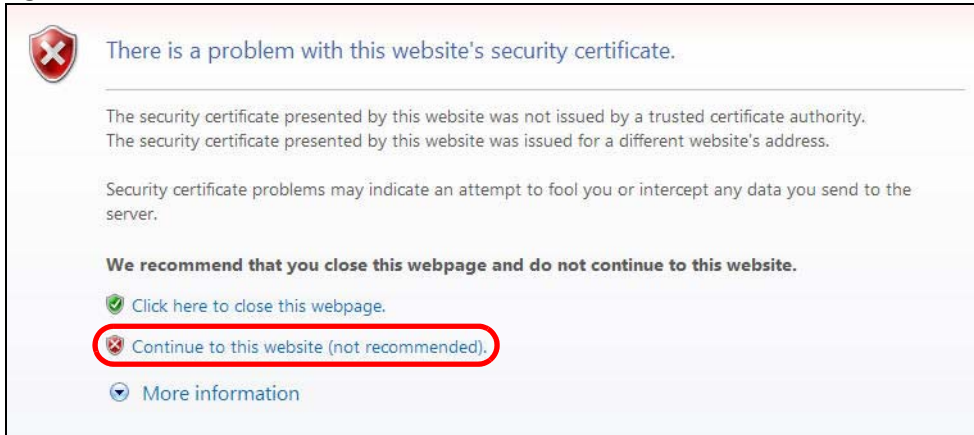 There is a problem with this website's security certificate.
The security certificate presented by this website was not issued by a trusted certificate authority.
The security certificate presented by this website was issued for a different website's address.
Security certificate problems may indicate an attempt to fool you or intercept any data you send to the
server.
We recommend that you close this webpage and do not continue to this website.
Click here to close this webpage.
Continue to this website (not recommended).
More information